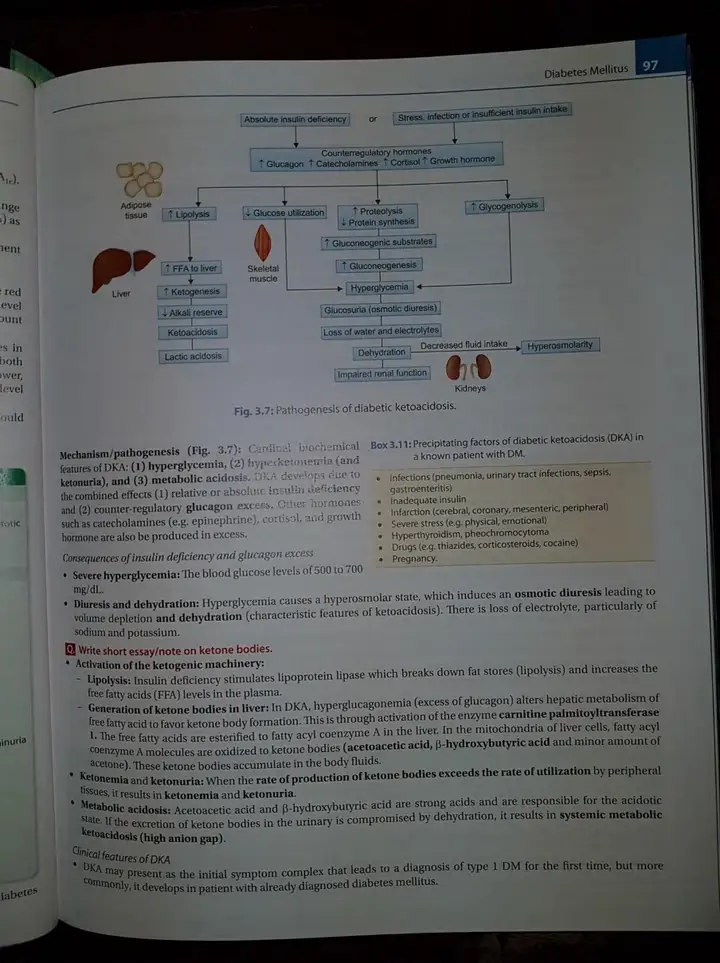 Diabetes Mellitus 97
Absolute insulin deficiency or Stress, infection or insufficient insulin intake
Counterregulatory hormones
↑ Glucagon ↑ Catecholamines ↑ Cortisol ↑ Growth hormone
Adipose
tissue
↑ Lipolysis
↓ Glucose utilization
↑ Proteolysis
↓ Protein synthesis
↑ Glycogenolysis
↑ Gluconeogenic substrates
Liver
↑ FFA to liver
Skeletal
muscle
↑ Gluconeogenesis
↑ Ketogenesis
Hyperglycemia
↓ Alkali reserve
Glucosuria (osmotic diuresis)
Ketoacidosis
Loss of water and electrolytes
Lactic acidosis
Dehydration
Decreased fluid intake
Hyperosmolarity
Impaired renal function
Kidneys
Fig. 3.7: Pathogenesis of diabetic ketoacidosis.
Mechanism/pathogenesis (Fig. 3.7): Cardinal biochemical
features of DKA: (1) hyperglycemia, (2) hyperketonemia (and
ketonuria), and (3) metabolic acidosis. DKA develops due to
the combined effects (1) relative or absolute insulin deficiency
and (2) counter-regulatory glucagon excess. Other hormones
such as catecholamines (e.g. epinephrine), cortisol, and growth
hormone are also be produced in excess.
Consequences of insulin deficiency and glucagon excess
• Severe hyperglycemia: The blood glucose levels of 500 to 700
mg/dL.
Box 3.11: Precipitating factors of diabetic ketoacidosis (DKA) in
a known patient with DM.
• Infections (pneumonia, urinary tract infections, sepsis,
gastroenteritis)
• Inadequate insulin
• Infarction (cerebral, coronary, mesenteric, peripheral)
• Severe stress (e.g. physical, emotional)
• Hyperthyroidism, pheochromocytoma
• Drugs (e.g. thiazides, corticosteroids, cocaine)
• Pregnancy.
• Diuresis and dehydration: Hyperglycemia causes a hyperosmolar state, which induces an osmotic diuresis leading to
volume depletion and dehydration (characteristic features of ketoacidosis). There is loss of electrolyte, particularly of
sodium and potassium.
Q. Write short essay/note on ketone bodies.
• Activation of the ketogenic machinery:
– Lipolysis: Insulin deficiency stimulates lipoprotein lipase which breaks down fat stores (lipolysis) and increases the
free fatty acids (FFA) levels in the plasma.
– Generation of ketone bodies in liver: In DKA, hyperglucagonemia (excess of glucagon) alters hepatic metabolism of
free fatty acid to favor ketone body formation. This is through activation of the enzyme carnitine palmitoyltransferase
1. The free fatty acids are esterified to fatty acyl coenzyme A in the liver. In the mitochondria of liver cells, fatty acyl
coenzyme A molecules are oxidized to ketone bodies (acetoacetic acid, β-hydroxybutyric acid and minor amount of
acetone). These ketone bodies accumulate in the body fluids.
• Ketonemia and ketonuria: When the rate of production of ketone bodies exceeds the rate of utilization by peripheral
tissues, it results in ketonemia and ketonuria.
• Metabolic acidosis: Acetoacetic acid and β-hydroxybutyric acid are strong acids and are responsible for the acidotic
state. If the excretion of ketone bodies in the urinary is compromised by dehydration, it results in systemic metabolic
ketoacidosis (high anion gap).
Clinical features of DKA
• DKA may present as the initial symptom complex that leads to a diagnosis of type 1 DM for the first time, but more
commonly, it develops in patient with already diagnosed diabetes mellitus.